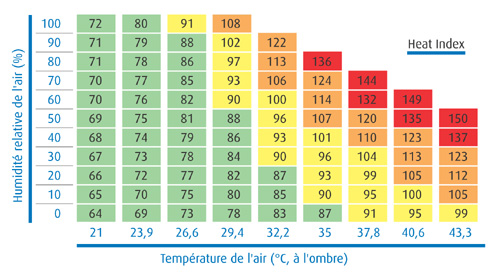 Humidité relative de l'air (%)
Heat Index
100 72 80 91 108
90 71 79 88 102 122
80 71 78 86 97 113 136
70 70 77 85 93 106 124 144
60 70 76 82 90 100 114 132 149
50 69 75 81 88 96 107 120 135 150
40 68 74 79 86 93 101 110 123 137
30 67 73 78 84 90 96 104 113 123
20 66 72 77 82 87 93 99 105 112
10 65 70 75 80 85 90 95 100 105
0 64 69 73 78 83 87 91 95 99
21 23,9 26,6 29,4 32,2 35 37,8 40,6 43,3
Température de l'air (°C, à l'ombre)